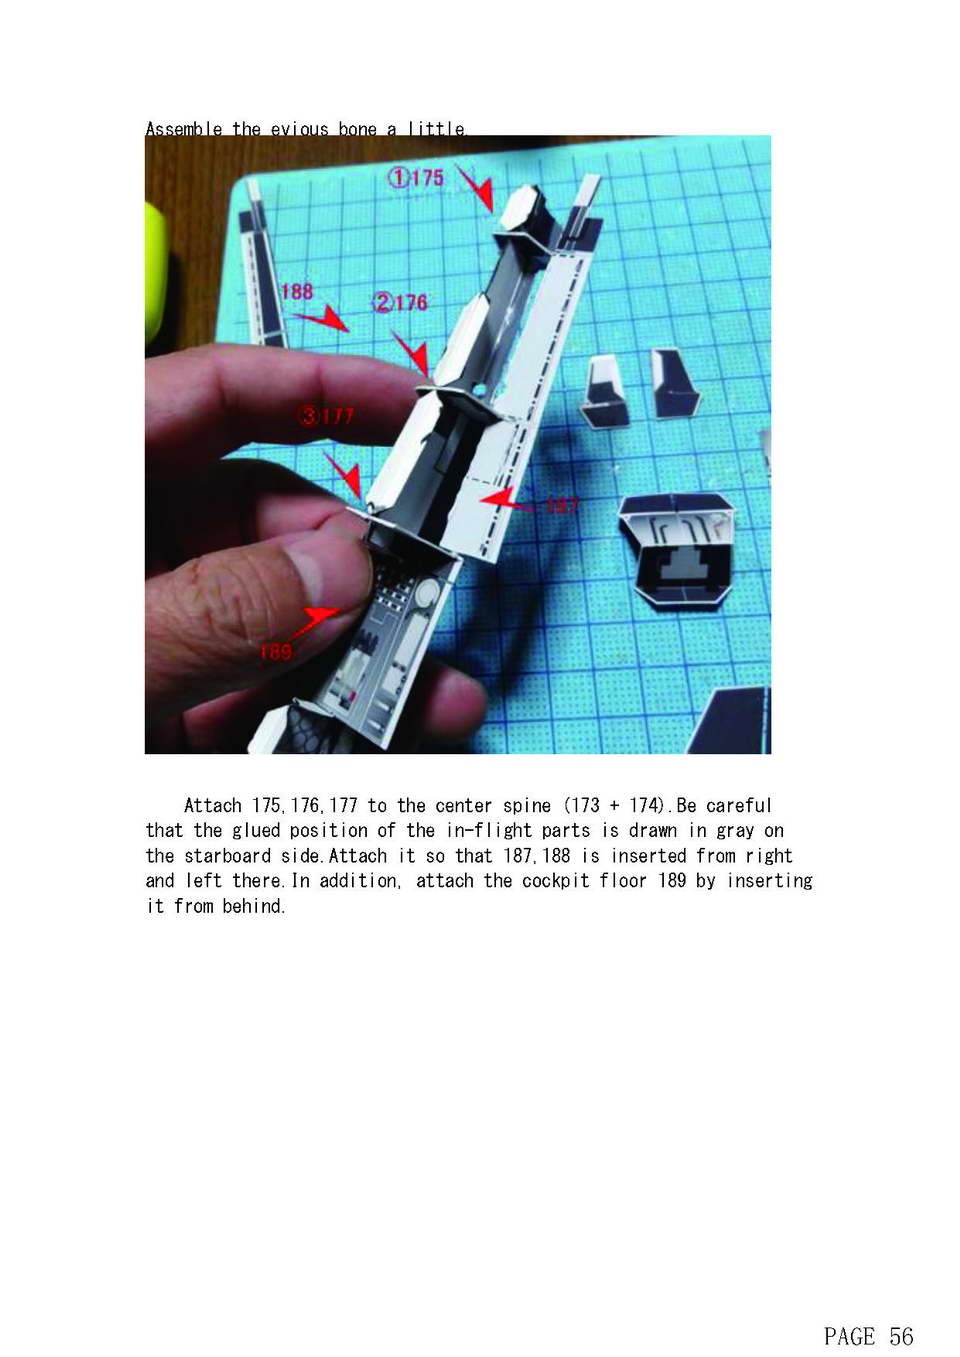 Assemble the evious bone a little.
①175
188
②176
③177
187
189
Attach 175,176,177 to the center spine (173 + 174).Be careful
that the glued position of the in-flight parts is drawn in gray on
the starboard side.Attach it so that 187,188 is inserted from right
and left there.In addition, attach the cockpit floor 189 by inserting
it from behind.
PAGE 56